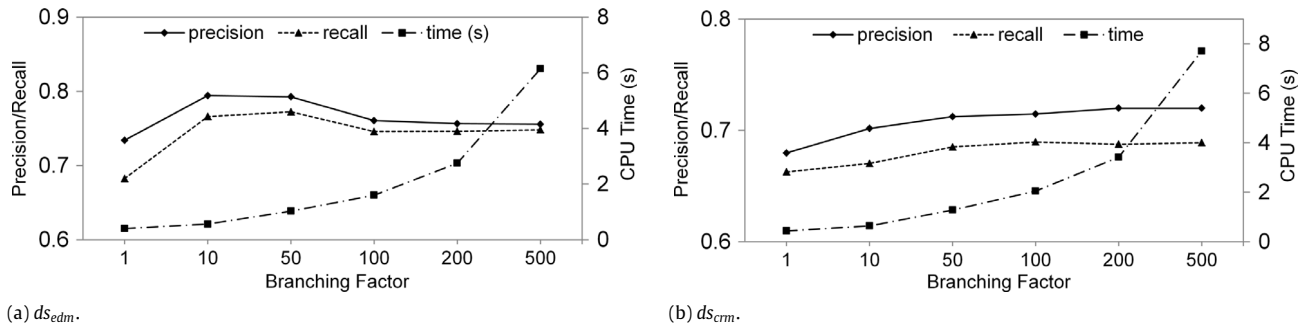 precision recall time (s)
0.9
0.8
0.7
0.6
Precision/Recall
8
6
4
2
0
CPU Time (s)
1 10 50 100 200 500
Branching Factor
(a) ds_edm.
precision recall time
0.8
0.7
0.6
Precision/Recall
8
6
4
2
0
CPU Time (s)
1 10 50 100 200 500
Branching Factor
(b) ds_crm.